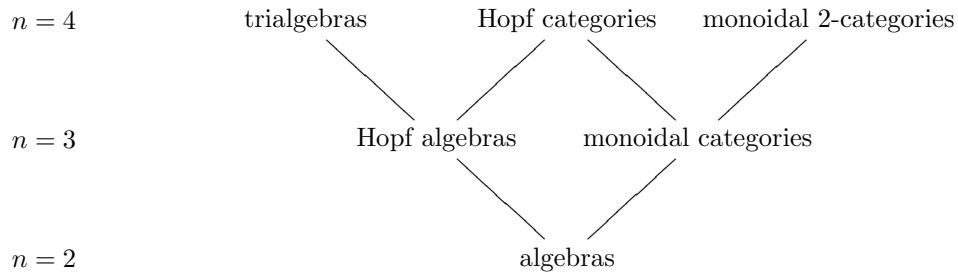 n = 4 trialgebras Hopf categories monoidal 2-categories
n = 3 Hopf algebras monoidal categories
n = 2 algebras